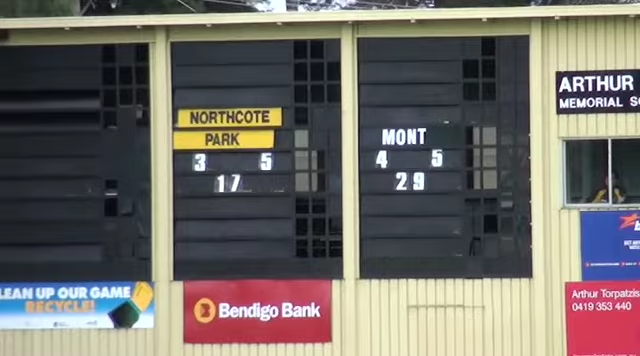 NORTHCOTE
PARK
3 5
17
MONT
4 5
29
ARTHUR
MEMORIAL SC
LEAN UP OUR GAME
RECYCLE!
Bendigo Bank
Arthur Torpatzis
0419 353 440